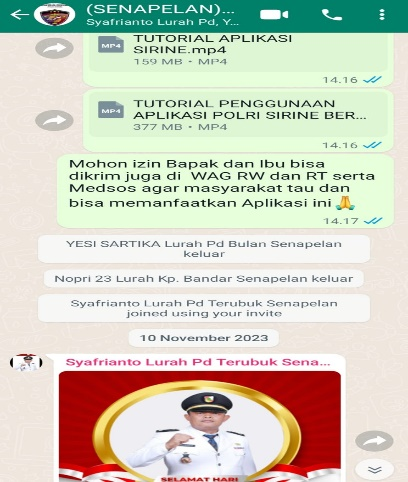 (SENAPELAN)...
Syafrianto Lurah Pd, Y...
MP4
TUTORIAL APLIKASI
SIRINE.mp4
159 MB • MP4
14.16
MP4
TUTORIAL PENGGUNAAN
APLIKASI POLRI SIRINE BER...
377 MB • MP4
14.16
Mohon izin Bapak dan Ibu bisa
dikrim juga di WAG RW dan RT serta
Medsos agar masyarakat tau dan
bisa memanfaatkan Aplikasi ini🙏
14.17
YESI SARTIKA Lurah Pd Bulan Senapelan
keluar
Nopri 23 Lurah Kp. Bandar Senapelan keluar
Syafrianto Lurah Pd Terubuk Senapelan
joined using your invite
10 November 2023
Syafrianto Lurah Pd Terubuk Sena...
SELAMAT HARI